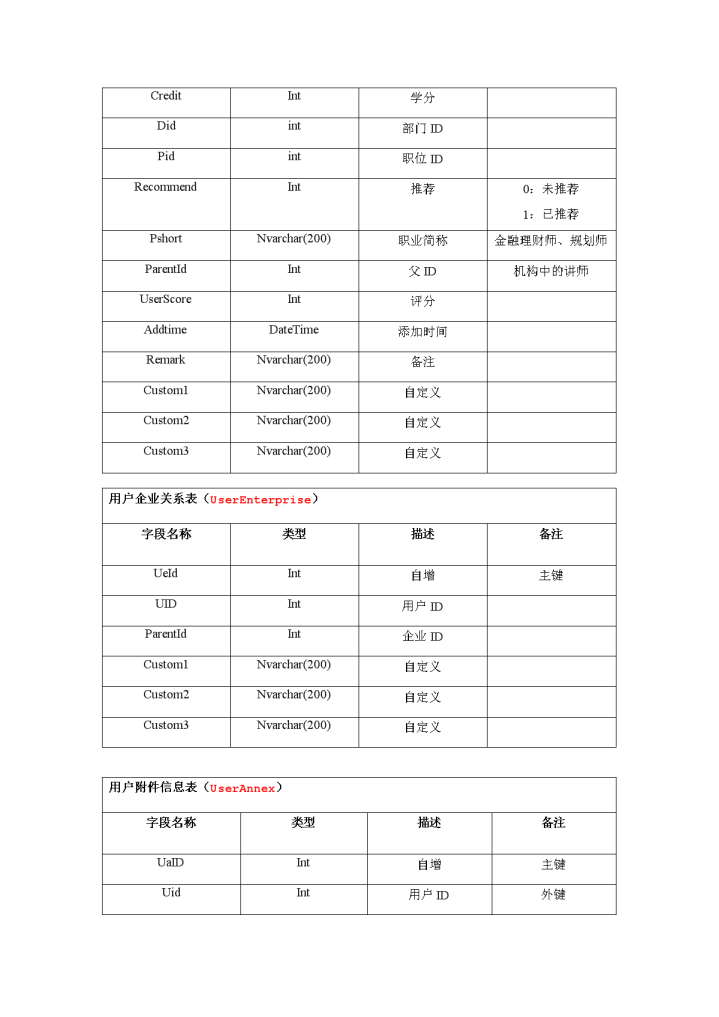 Credit Int 学分
Did int 部门 ID
Pid int 职位 ID
Recommend Int 推荐 0：未推荐
1：已推荐
Pshort Nvarchar(200) 职业简称 金融理财师、规划师
ParentId Int 父 ID 机构中的讲师
UserScore Int 评分
Addtime DateTime 添加时间
Remark Nvarchar(200) 备注
Custom1 Nvarchar(200) 自定义
Custom2 Nvarchar(200) 自定义
Custom3 Nvarchar(200) 自定义
用户企业关系表（UserEnterprise）
字段名称 类型 描述 备注
UeId Int 自增 主键
UID Int 用户 ID
ParentId Int 企业 ID
Custom1 Nvarchar(200) 自定义
Custom2 Nvarchar(200) 自定义
Custom3 Nvarchar(200) 自定义
用户附件信息表（UserAnnex）
字段名称 类型 描述 备注
UaID Int 自增 主键
Uid Int 用户 ID 外键